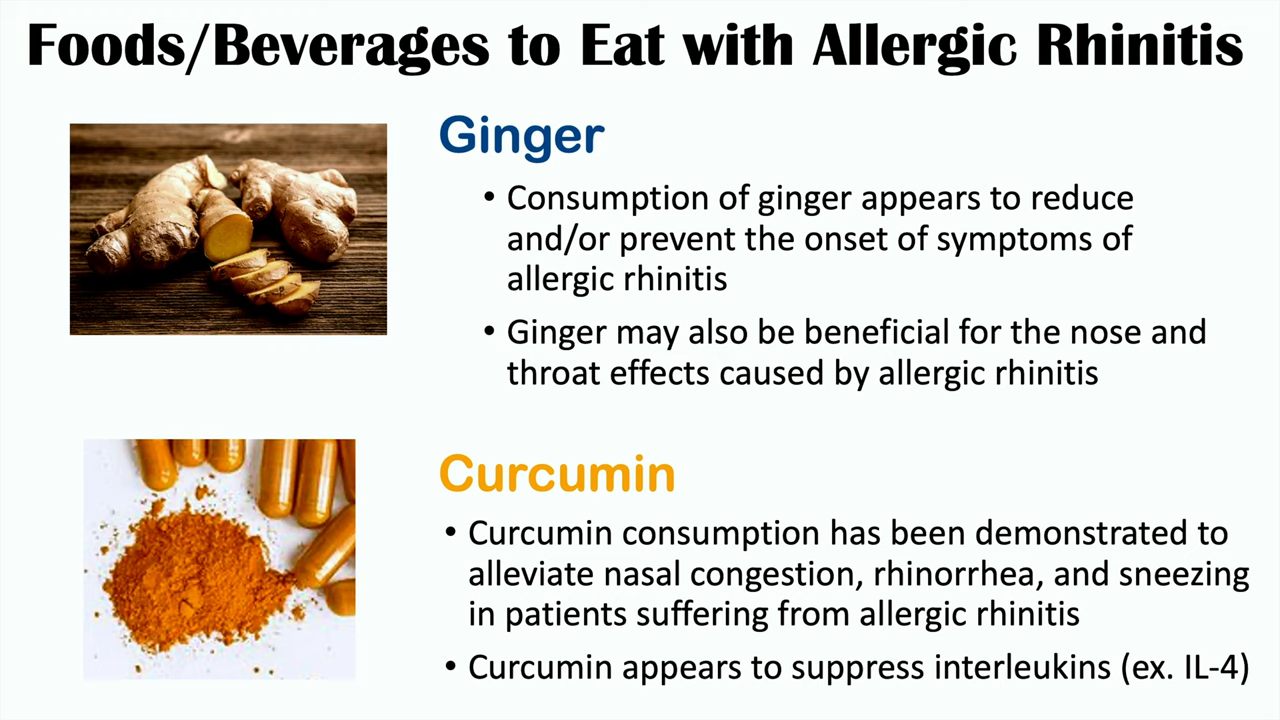 Foods/Beverages to Eat with Allergic Rhinitis
Ginger
• Consumption of ginger appears to reduce
and/or prevent the onset of symptoms of
allergic rhinitis
• Ginger may also be beneficial for the nose and
throat effects caused by allergic rhinitis
Curcumin
• Curcumin consumption has been demonstrated to
alleviate nasal congestion, rhinorrhea, and sneezing
in patients suffering from allergic rhinitis
• Curcumin appears to suppress interleukins (ex. IL-4)